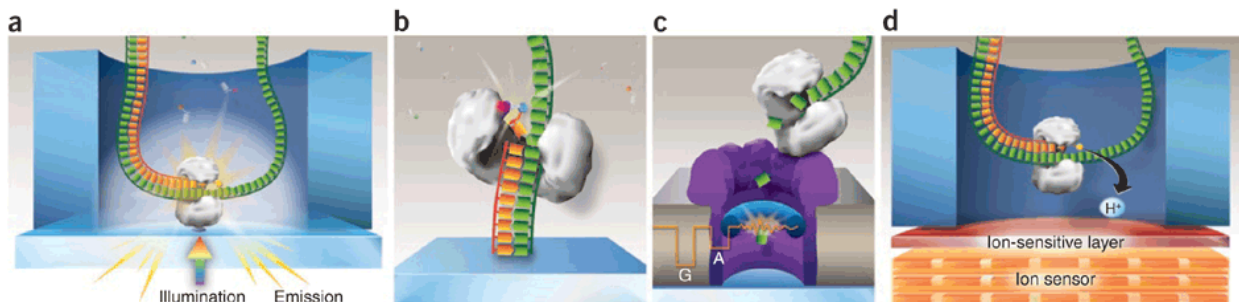 a
b
c
d
Illumination
Emission
G
A
H+
Ion-sensitive layer
Ion sensor